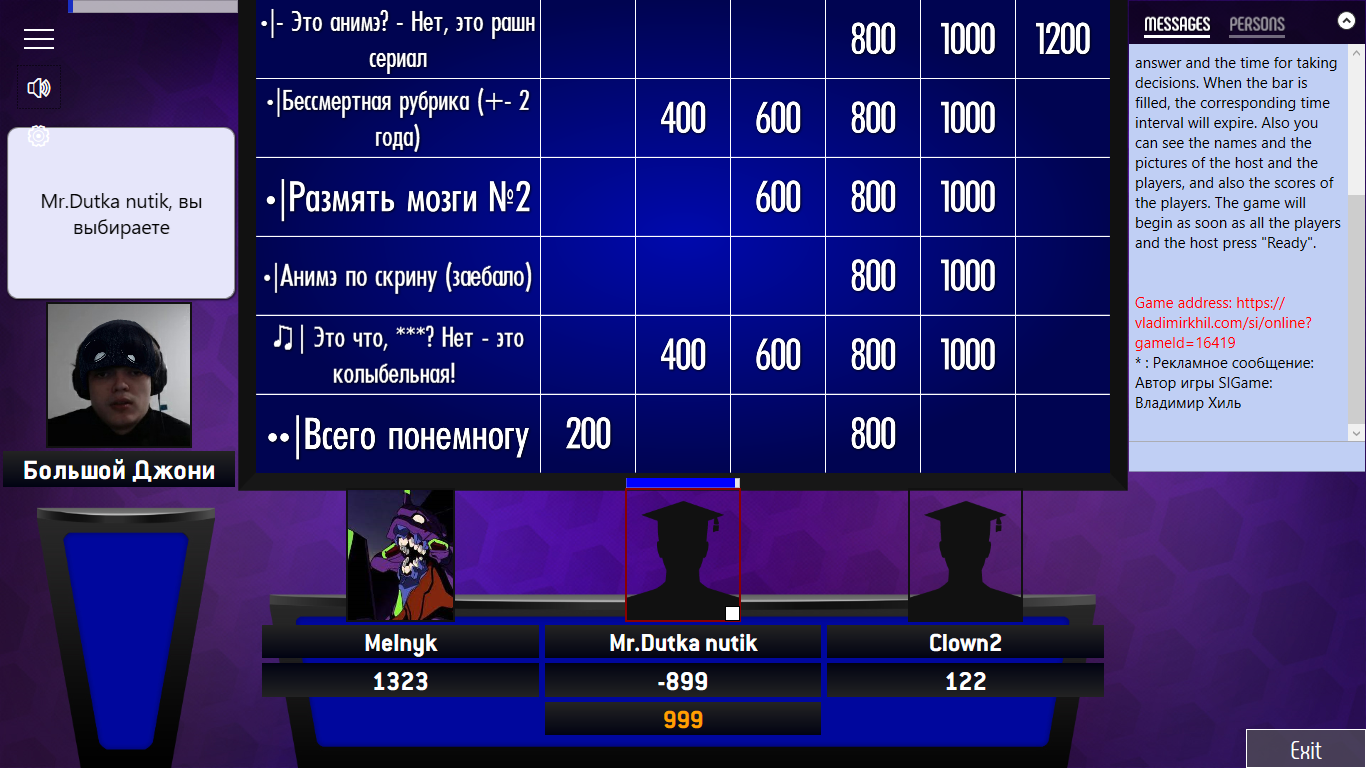 Mr.Dutka nutik, вы
выбираете
Большой Джони
•|- Это анимэ? - Нет, это рашн
сериал
800 1000 1200
•|Бессмертная рубрика (+- 2
года)
400 600 800 1000
•|Размять мозги №2
600 800 1000
•|Анимэ по скрину (заебало)
800 1000
♫| Это что, ***? Нет - это
колыбельная!
400 600 800 1000
••|Всего понемногу
200 800
MESSAGES PERSONS
answer and the time for taking
decisions. When the bar is
filled, the corresponding time
interval will expire. Also you
can see the names and the
pictures of the host and the
players, and also the scores of
the players. The game will
begin as soon as all the players
and the host press "Ready".
Game address: https://
vladimirkhil.com/si/online?
gameId=16419
* : Рекламное сообщение:
Автор игры SIGame:
Владимир Хиль
Melnyk
1323
Mr.Dutka nutik
-899
999
Clown2
122
Exit